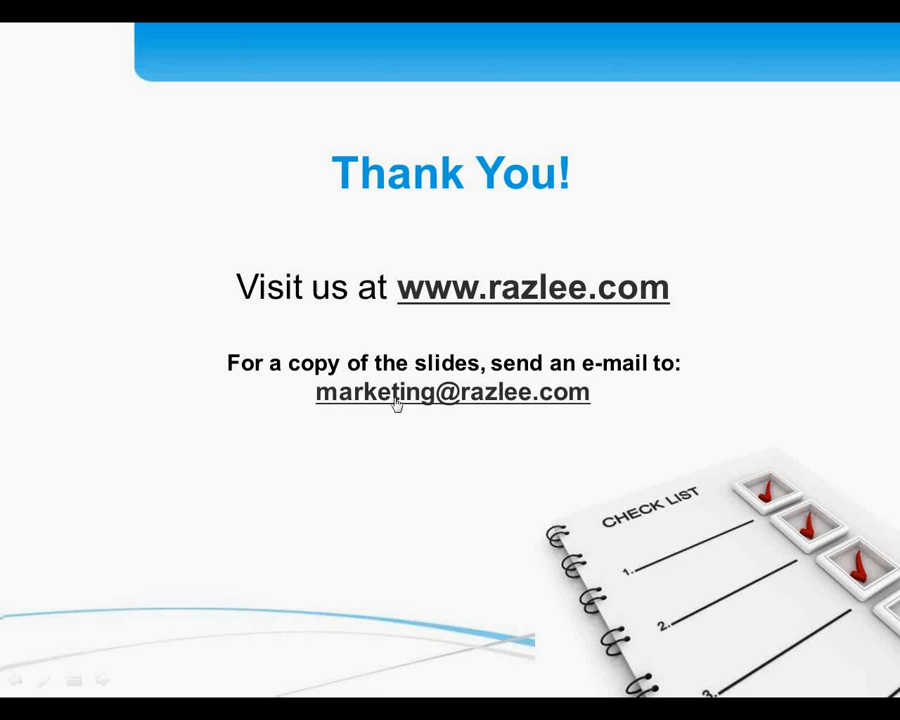 Thank You!
Visit us at www.razlee.com
For a copy of the slides, send an e-mail to:
marketing@razlee.com
CHECK LIST
1.
2.
3.